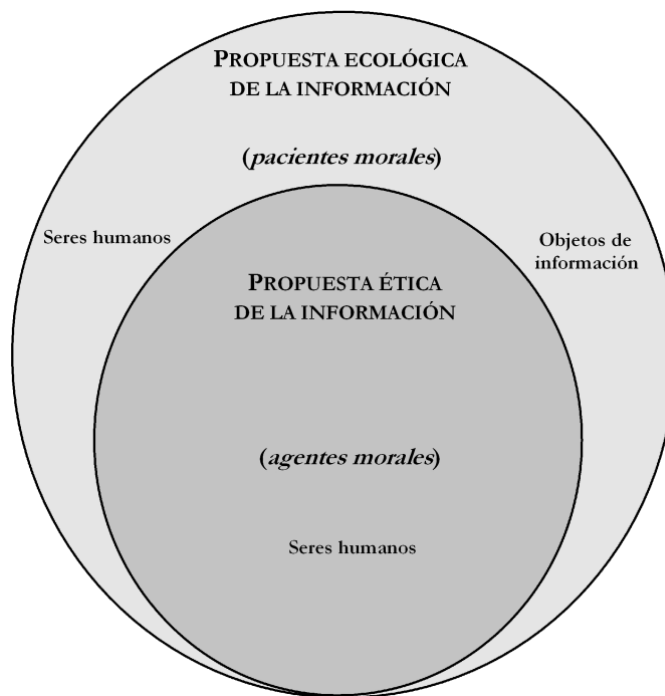 PROPUESTA ECOLÓGICA
DE LA INFORMACIÓN
(pacientes morales)
Seres humanos
Objetos de
información
PROPUESTA ÉTICA
DE LA INFORMACIÓN
(agentes morales)
Seres humanos